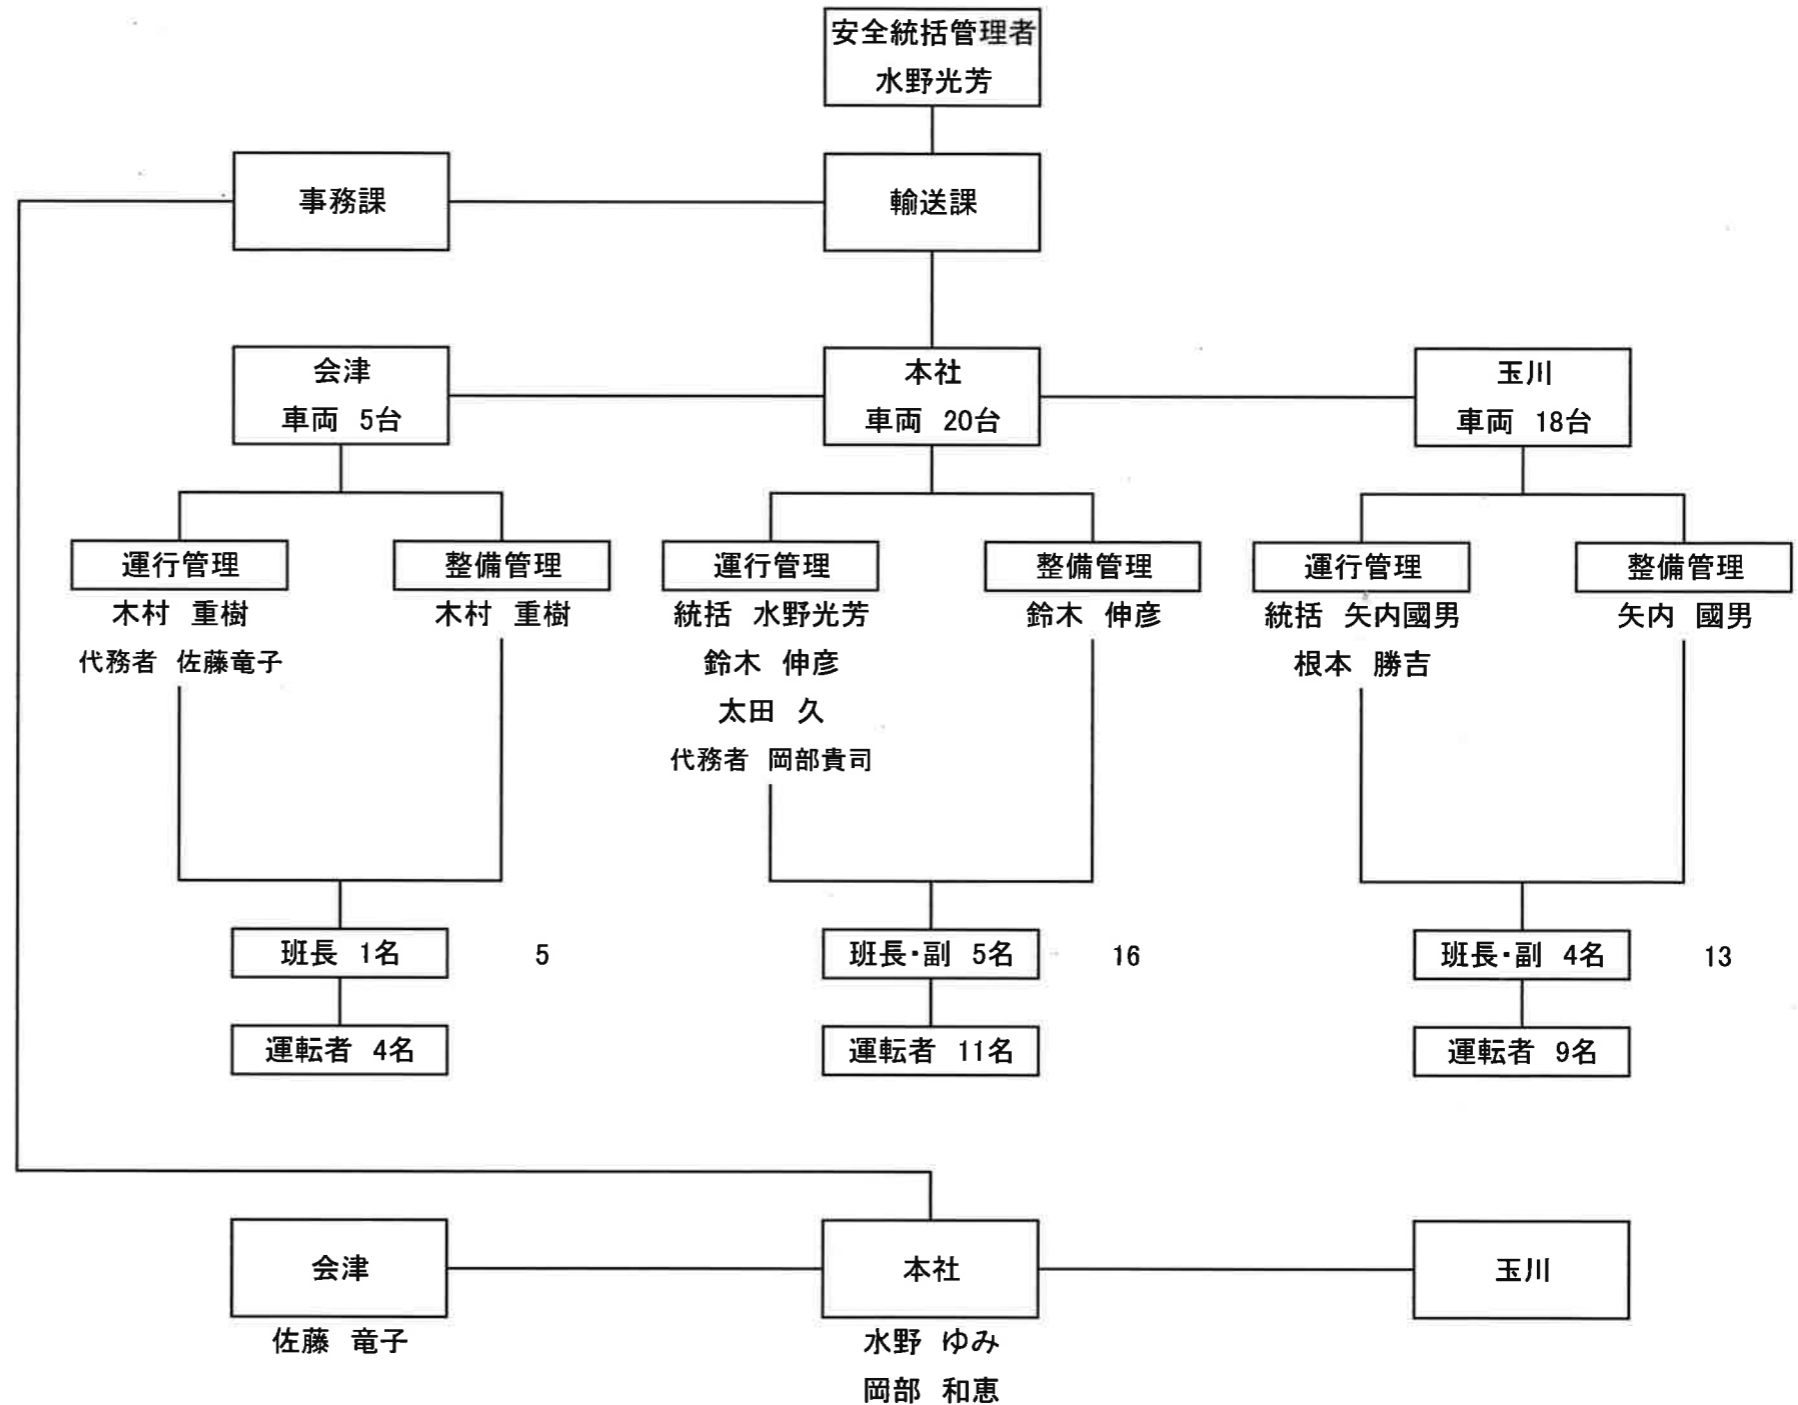 安全統括管理者
水野光芳
事務課
輸送課
会津
車両 5台
本社
車両 20台
玉川
車両 18台
運行管理
整備管理
運行管理
整備管理
運行管理
整備管理
木村 重樹
代務者 佐藤竜子
木村 重樹
統括 水野光芳
鈴木 伸彦
太田 久
代務者 岡部貴司
鈴木 伸彦
統括 矢内國男
根本 勝吉
矢内 國男
班長 1名
5
班長・副 5名
16
班長・副 4名
13
運転者 4名
運転者 11名
運転者 9名
会津
本社
玉川
佐藤 竜子
水野 ゆみ
岡部 和恵